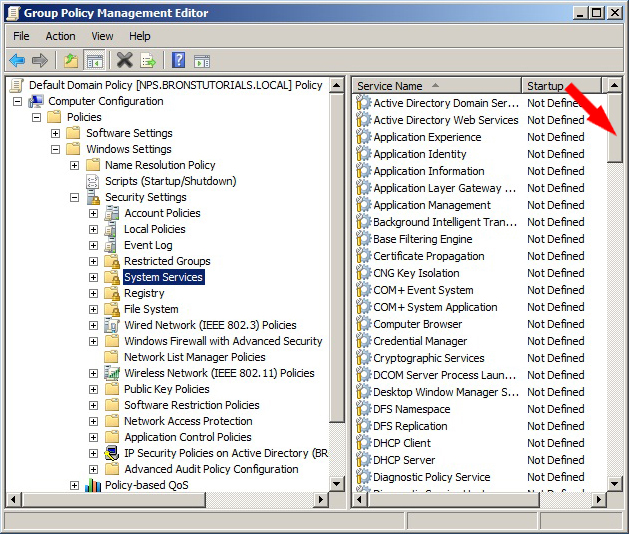 Group Policy Management Editor
File Action View Help
Default Domain Policy [NPS.BRONSTUTORIALS.LOCAL] Policy
Computer Configuration
Policies
Software Settings
Windows Settings
Name Resolution Policy
Scripts (Startup/Shutdown)
Security Settings
Account Policies
Local Policies
Event Log
Restricted Groups
System Services
Registry
File System
Wired Network (IEEE 802.3) Policies
Windows Firewall with Advanced Security
Network List Manager Policies
Wireless Network (IEEE 802.11) Policies
Public Key Policies
Software Restriction Policies
Network Access Protection
Application Control Policies
IP Security Policies on Active Directory (BR
Advanced Audit Policy Configuration
Policy-based QoS
Service Name Startup
Active Directory Domain Ser... Not Defined
Active Directory Web Services Not Defined
Application Experience Not Defined
Application Identity Not Defined
Application Information Not Defined
Application Layer Gateway ... Not Defined
Application Management Not Defined
Background Intelligent Tran... Not Defined
Base Filtering Engine Not Defined
Certificate Propagation Not Defined
CNG Key Isolation Not Defined
COM+ Event System Not Defined
COM+ System Application Not Defined
Computer Browser Not Defined
Credential Manager Not Defined
Cryptographic Services Not Defined
DCOM Server Process Laun... Not Defined
Desktop Window Manager S... Not Defined
DFS Namespace Not Defined
DFS Replication Not Defined
DHCP Client Not Defined
DHCP Server Not Defined
Diagnostic Policy Service Not Defined